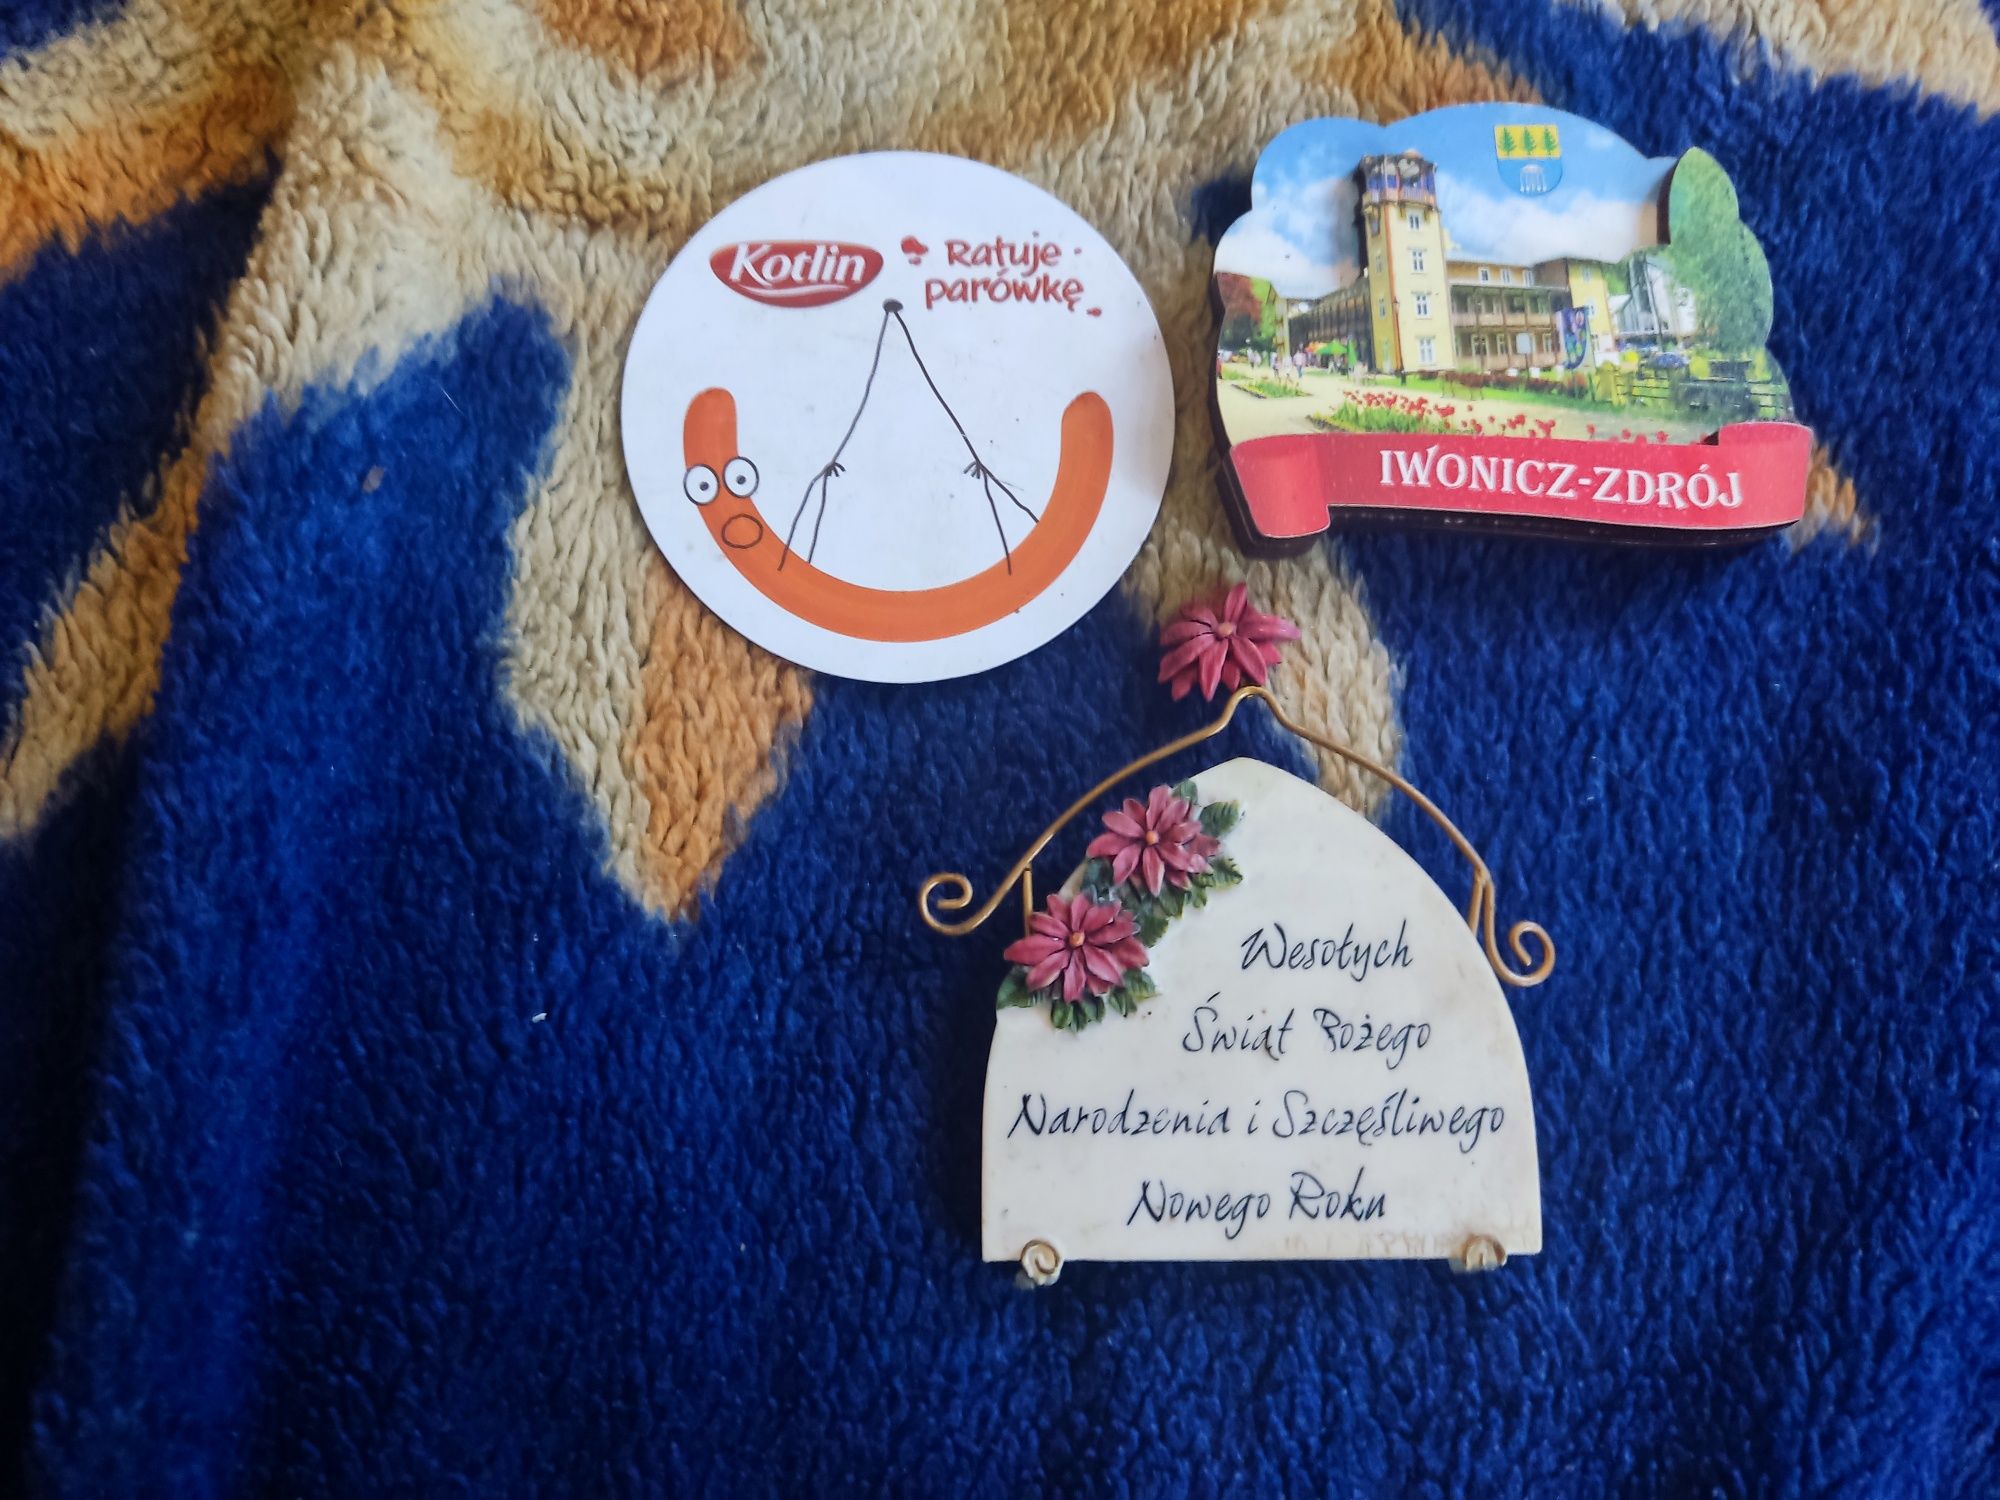 Kotlin
Ratuje
parówkę
IWONICZ-ZDRÓJ
Wesołych
Świąt Bożego
Narodzenia i Szczęśliwego
Nowego Roku